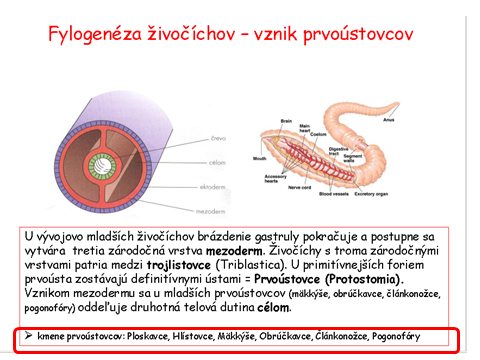 Fylogenéza živočíchov – vznik prvoústovcov
črevo
célom
ektoderm
mezoderm
Brain
Main heart
Coelom
Digestive tract
Segment walls
Anus
Mouth
Accessory hearts
Nerve cord
Blood vessels
Excretory organ
U vývojovo mladších živočíchov brázdenie gastruly pokračuje a postupne sa
vytvára tretia zárodočná vrstva mezoderm. Živočíchy s troma zárodočnými
vrstvami patria medzi trojlistovce (Triblastica). U primitívnejších foriem
prvoústa zostávajú definitívnymi ústami = Prvoústovce (Protostomia).
Vznikom mezodermu sa u mladších prvoústovcov (mäkkýše, obrúčkavce, článkonožce,
pogonofóry) oddeľuje druhotná telová dutina célom.
➢ kmene prvoústovcov: Ploskavce, Hlístovce, Mäkkýše, Obrúčkavce, Článkonožce, Pogonofóry